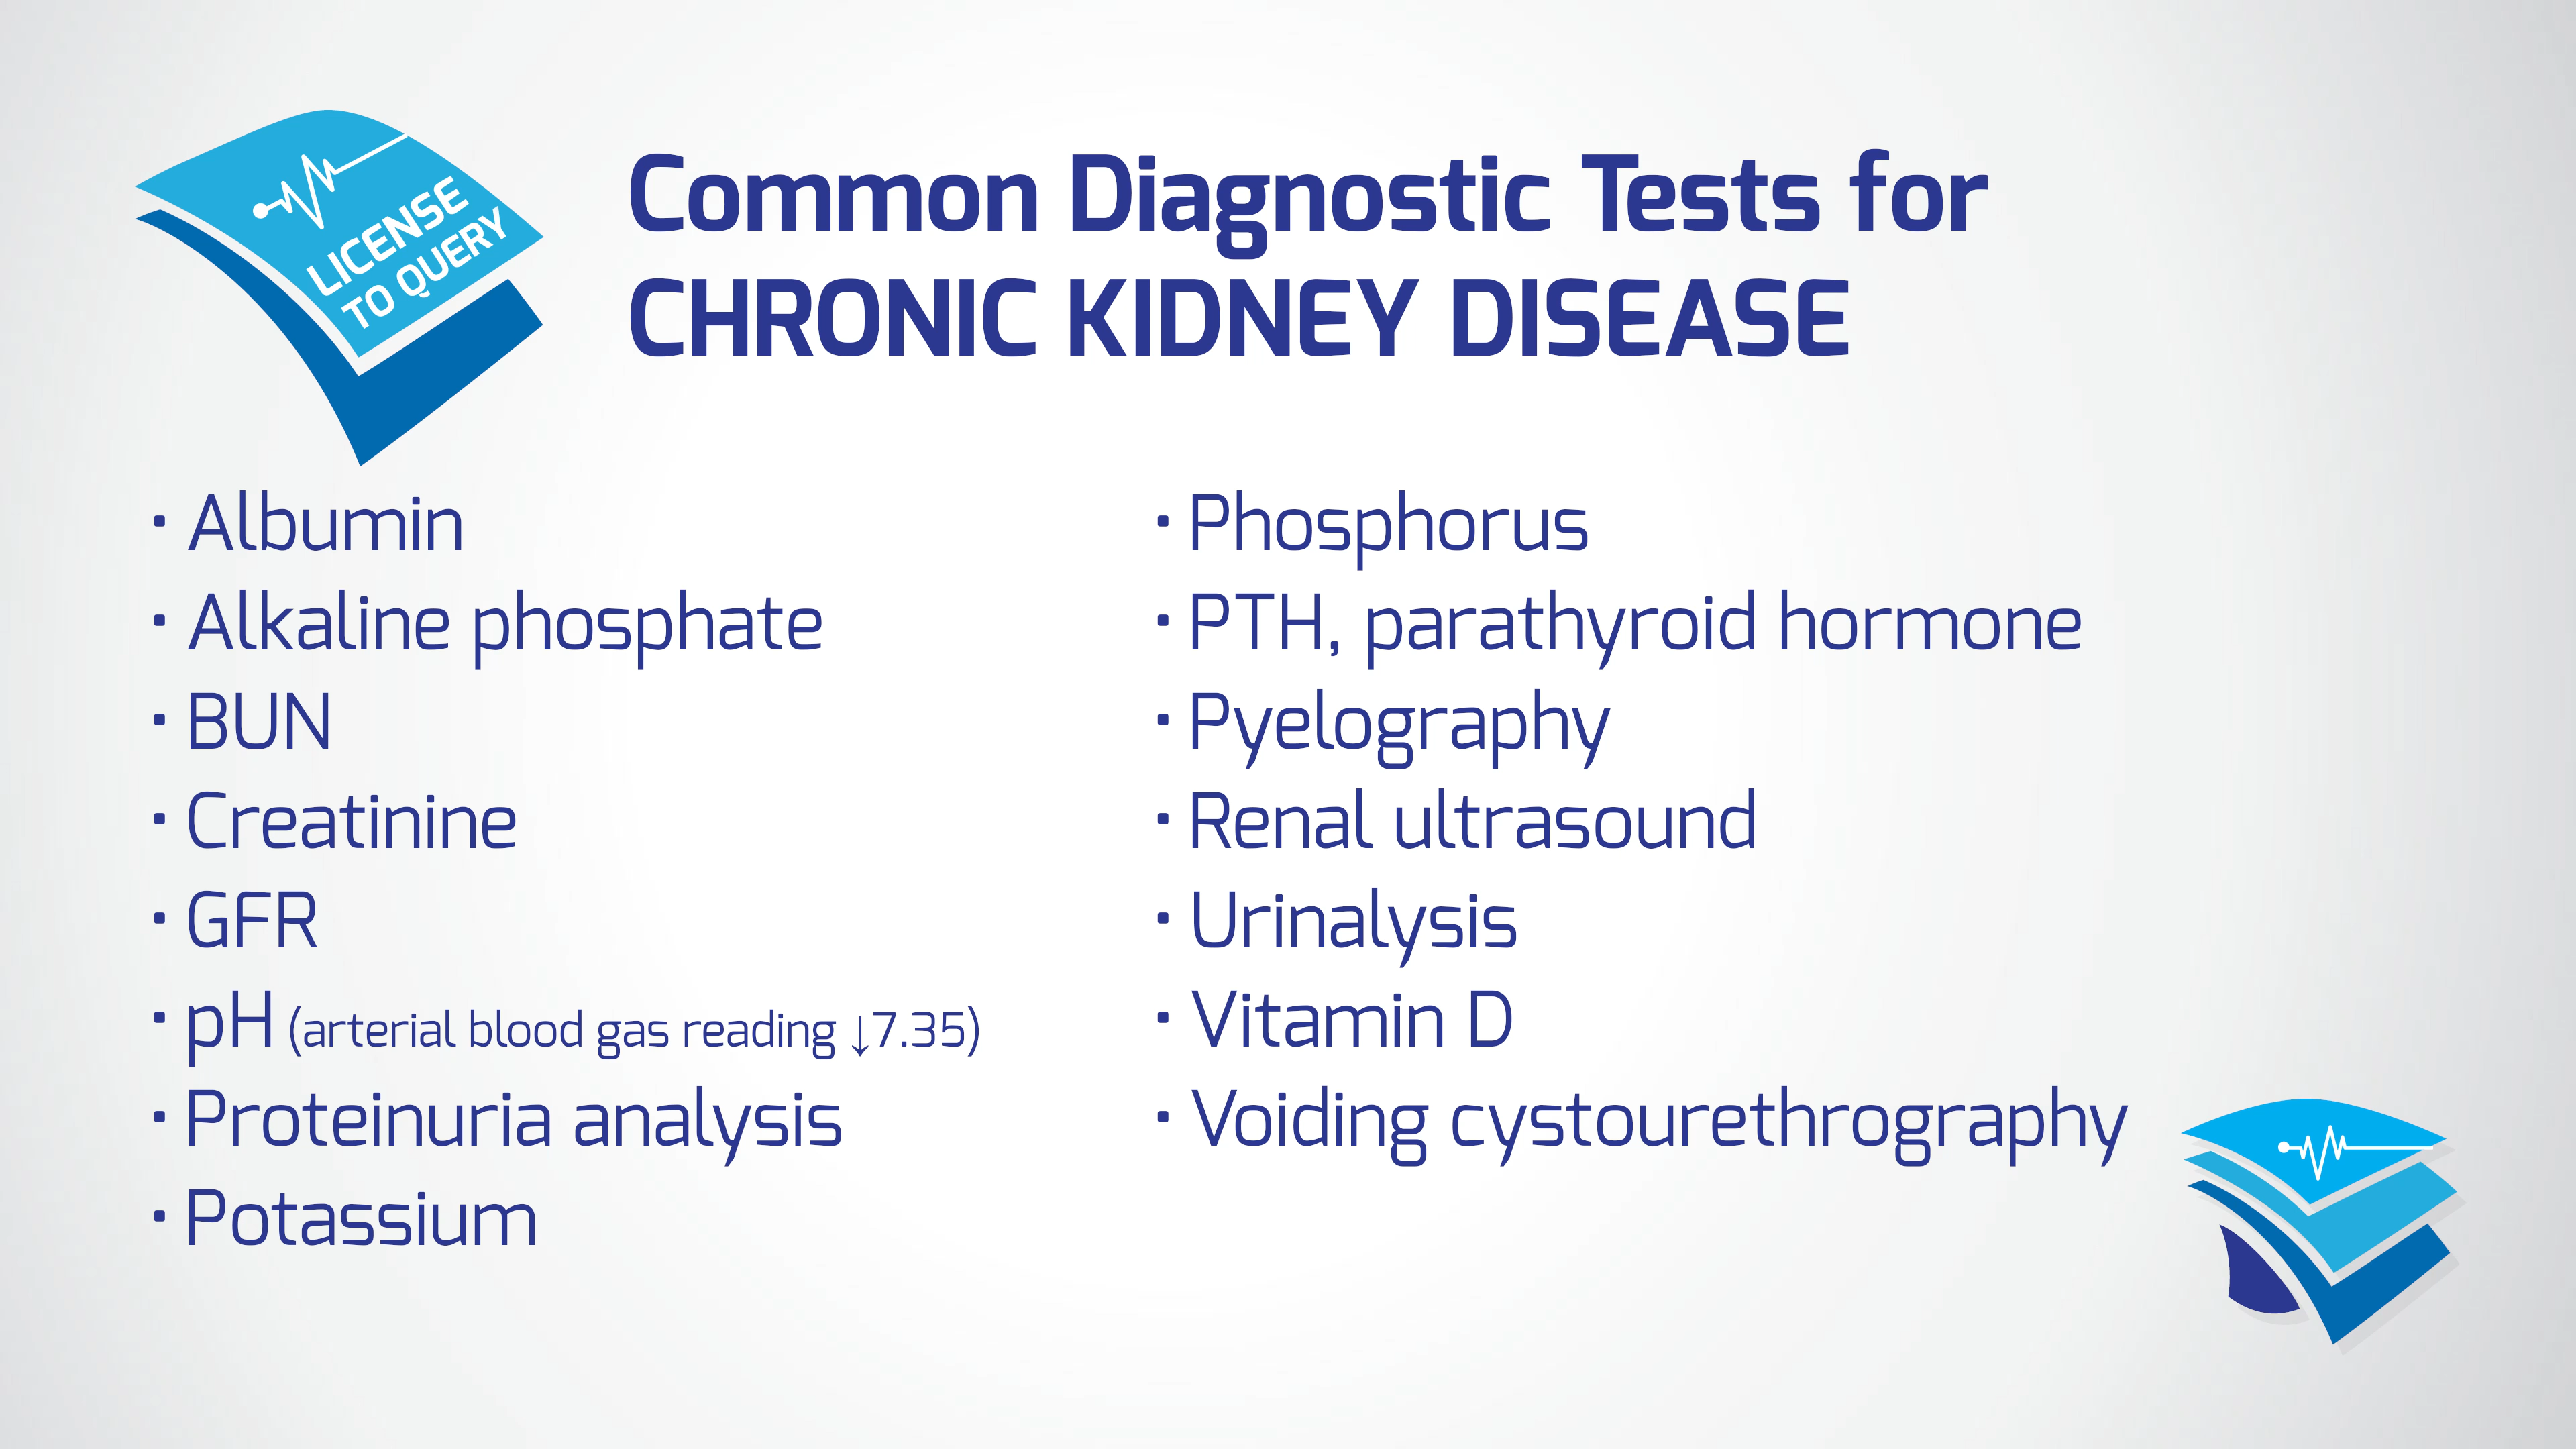 LICENSE
TO QUERY
Common Diagnostic Tests for
CHRONIC KIDNEY DISEASE
· Albumin
· Alkaline phosphate
· BUN
· Creatinine
· GFR
· pH (arterial blood gas reading ↓7.35)
· Proteinuria analysis
· Potassium
· Phosphorus
· PTH, parathyroid hormone
· Pyelography
· Renal ultrasound
· Urinalysis
· Vitamin D
· Voiding cystourethrography